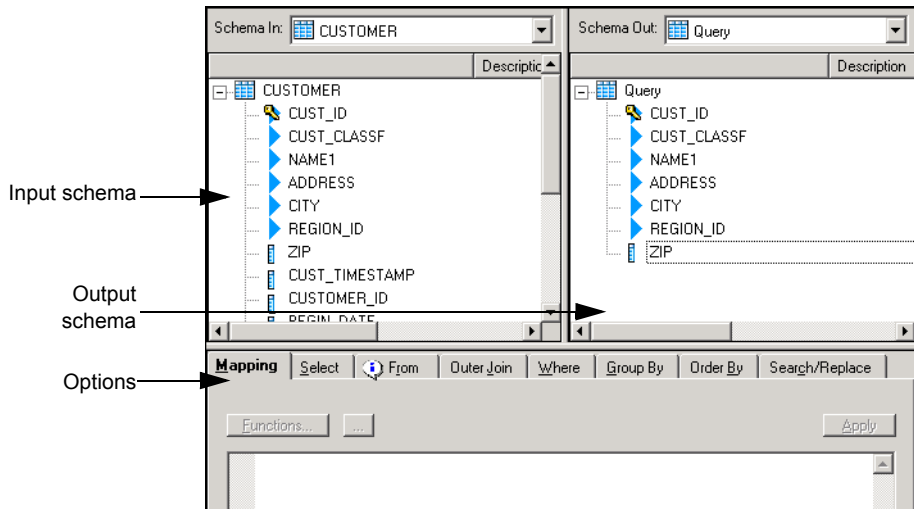 Schema In: CUSTOMER
Schema Out: Query
Descriptic
Description
CUSTOMER
CUST_ID
CUST_CLASSF
NAME1
ADDRESS
CITY
REGION_ID
ZIP
CUST_TIMESTAMP
CUSTOMER_ID
Query
CUST_ID
CUST_CLASSF
NAME1
ADDRESS
CITY
REGION_ID
ZIP
Input schema
Output
schema
Options
Mapping Select From Outer Join Where Group By Order By Search/Replace
Functions... ... Apply